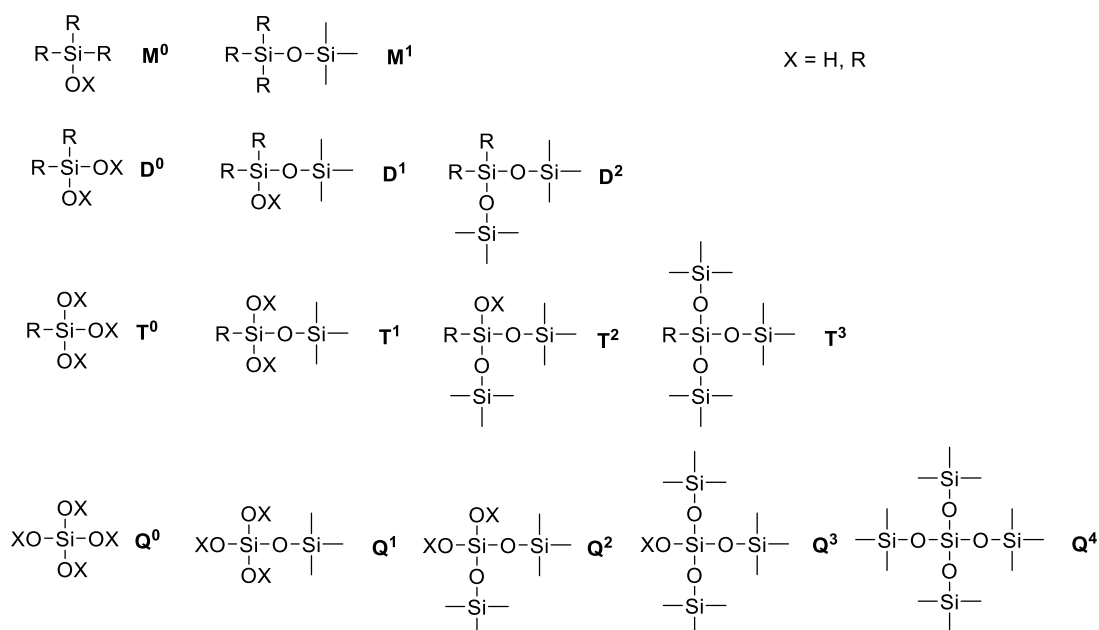 R
R–Si–R
OX
M⁰
R
R–Si–O–Si
R
M¹
X = H, R
R
R–Si–OX
OX
D⁰
R
R–Si–O–Si
OX
D¹
R
R–Si–O–Si
O
Si
D²
OX
R–Si–OX
OX
T⁰
OX
R–Si–O–Si
OX
T¹
OX
R–Si–O–Si
O
Si
T²
Si
O
R–Si–O–Si
O
Si
T³
OX
XO–Si–OX
OX
Q⁰
OX
XO–Si–O–Si
OX
Q¹
OX
XO–Si–O–Si
O
Si
Q²
Si
O
XO–Si–O–Si
O
Si
Q³
Si
O
Si–O–Si–O–Si
O
Si
Q⁴